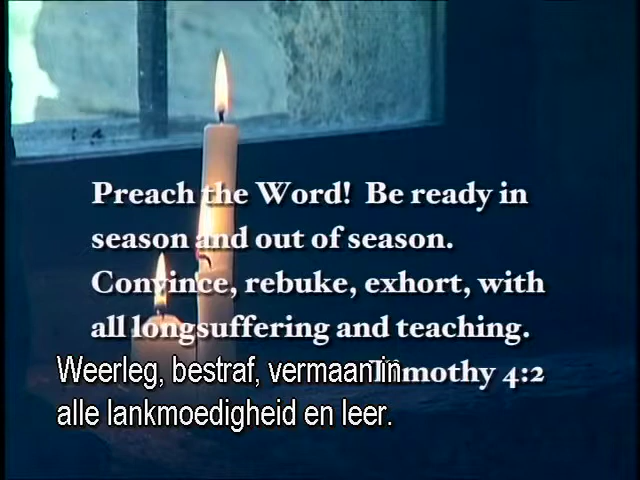 Preach the Word! Be ready in
season and out of season.
Convince, rebuke, exhort, with
all longsuffering and teaching.
Timothy 4:2
Weerleg, bestraf, vermaan in
alle lankmoedigheid en leer.